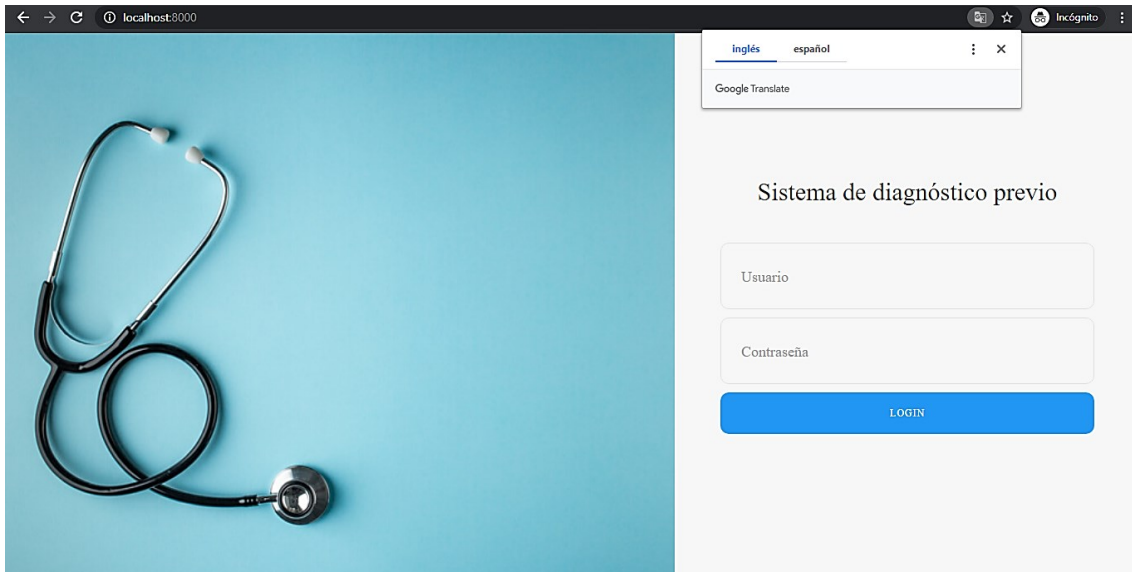 localhost:8000
Incógnito
inglés español
Google Translate
Sistema de diagnóstico previo
Usuario
Contraseña
LOGIN